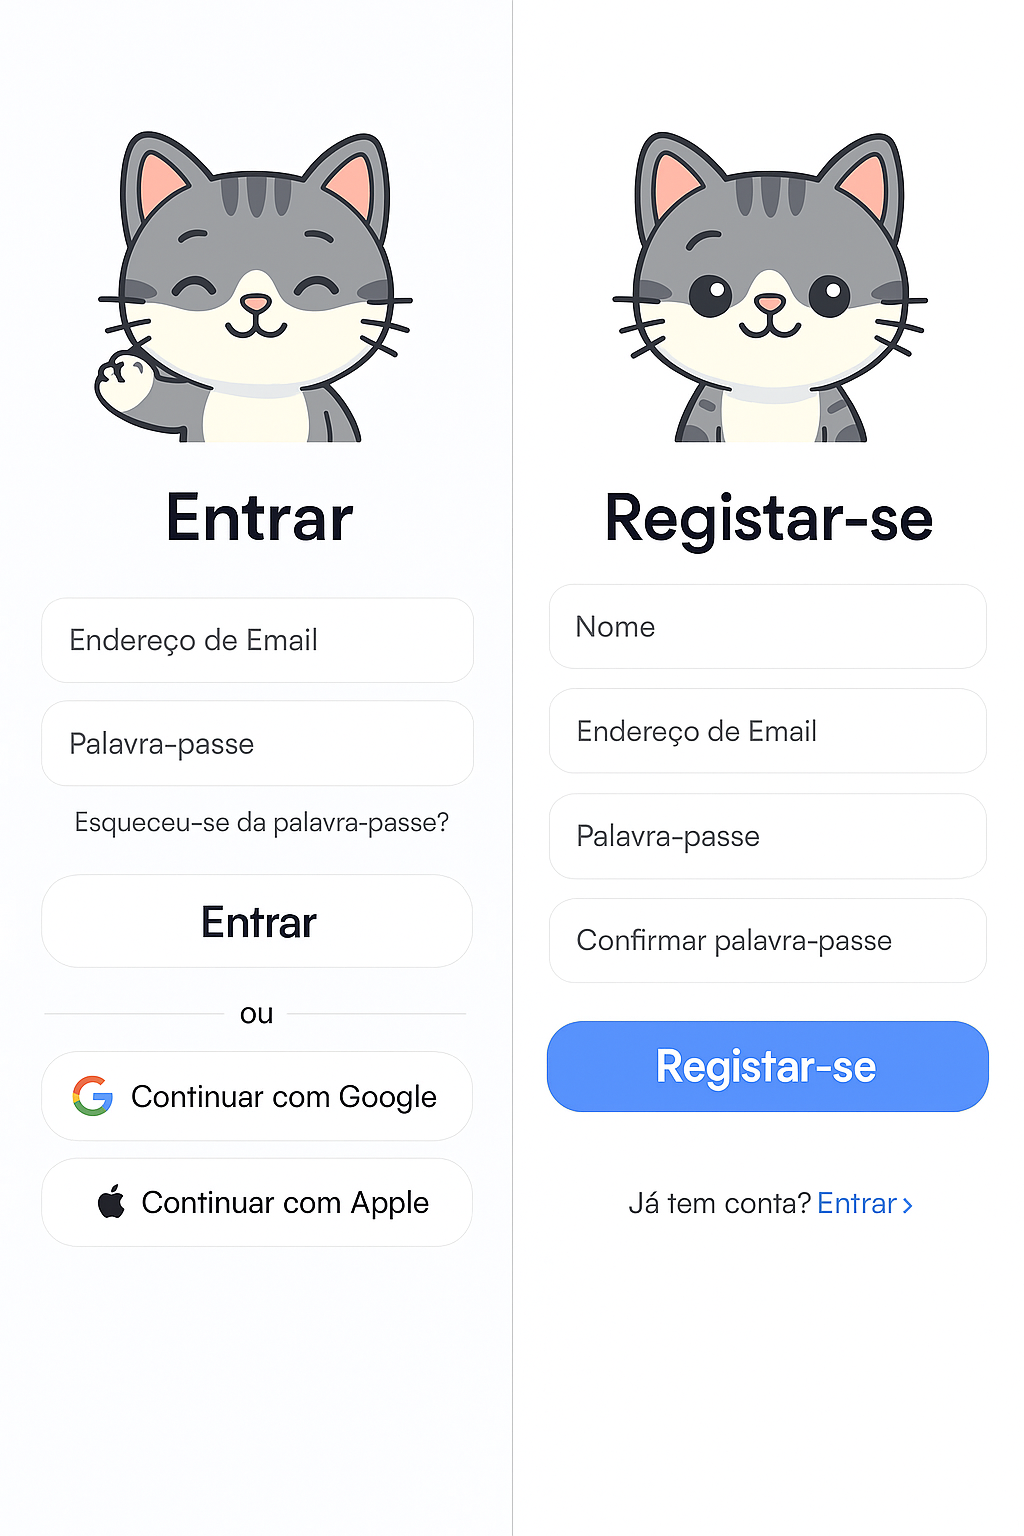 Entrar
Endereço de Email
Palavra-passe
Esqueceu-se da palavra-passe?
Entrar
ou
Continuar com Google
Continuar com Apple
Registar-se
Nome
Endereço de Email
Palavra-passe
Confirmar palavra-passe
Registar-se
Já tem conta? Entrar ›